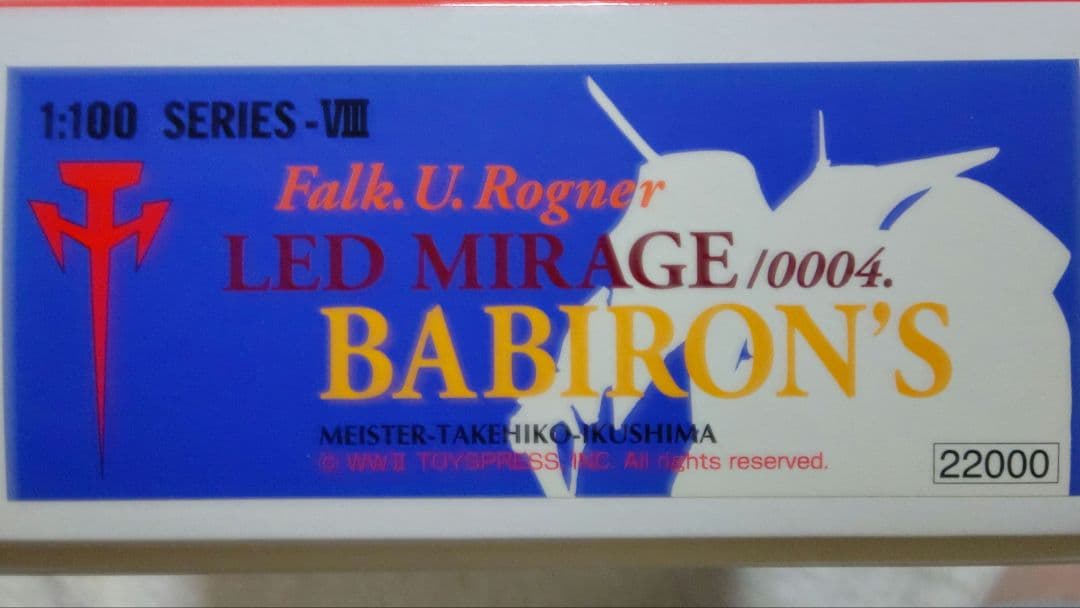 1:100 SERIES-VIII
Falk. U. Rogner
LED MIRAGE/0004.
BABIRON'S
MEISTER-TAKEHIKO-IKUSHIMA
© WWII TOYSPRESS, INC. All rights reserved.
22000